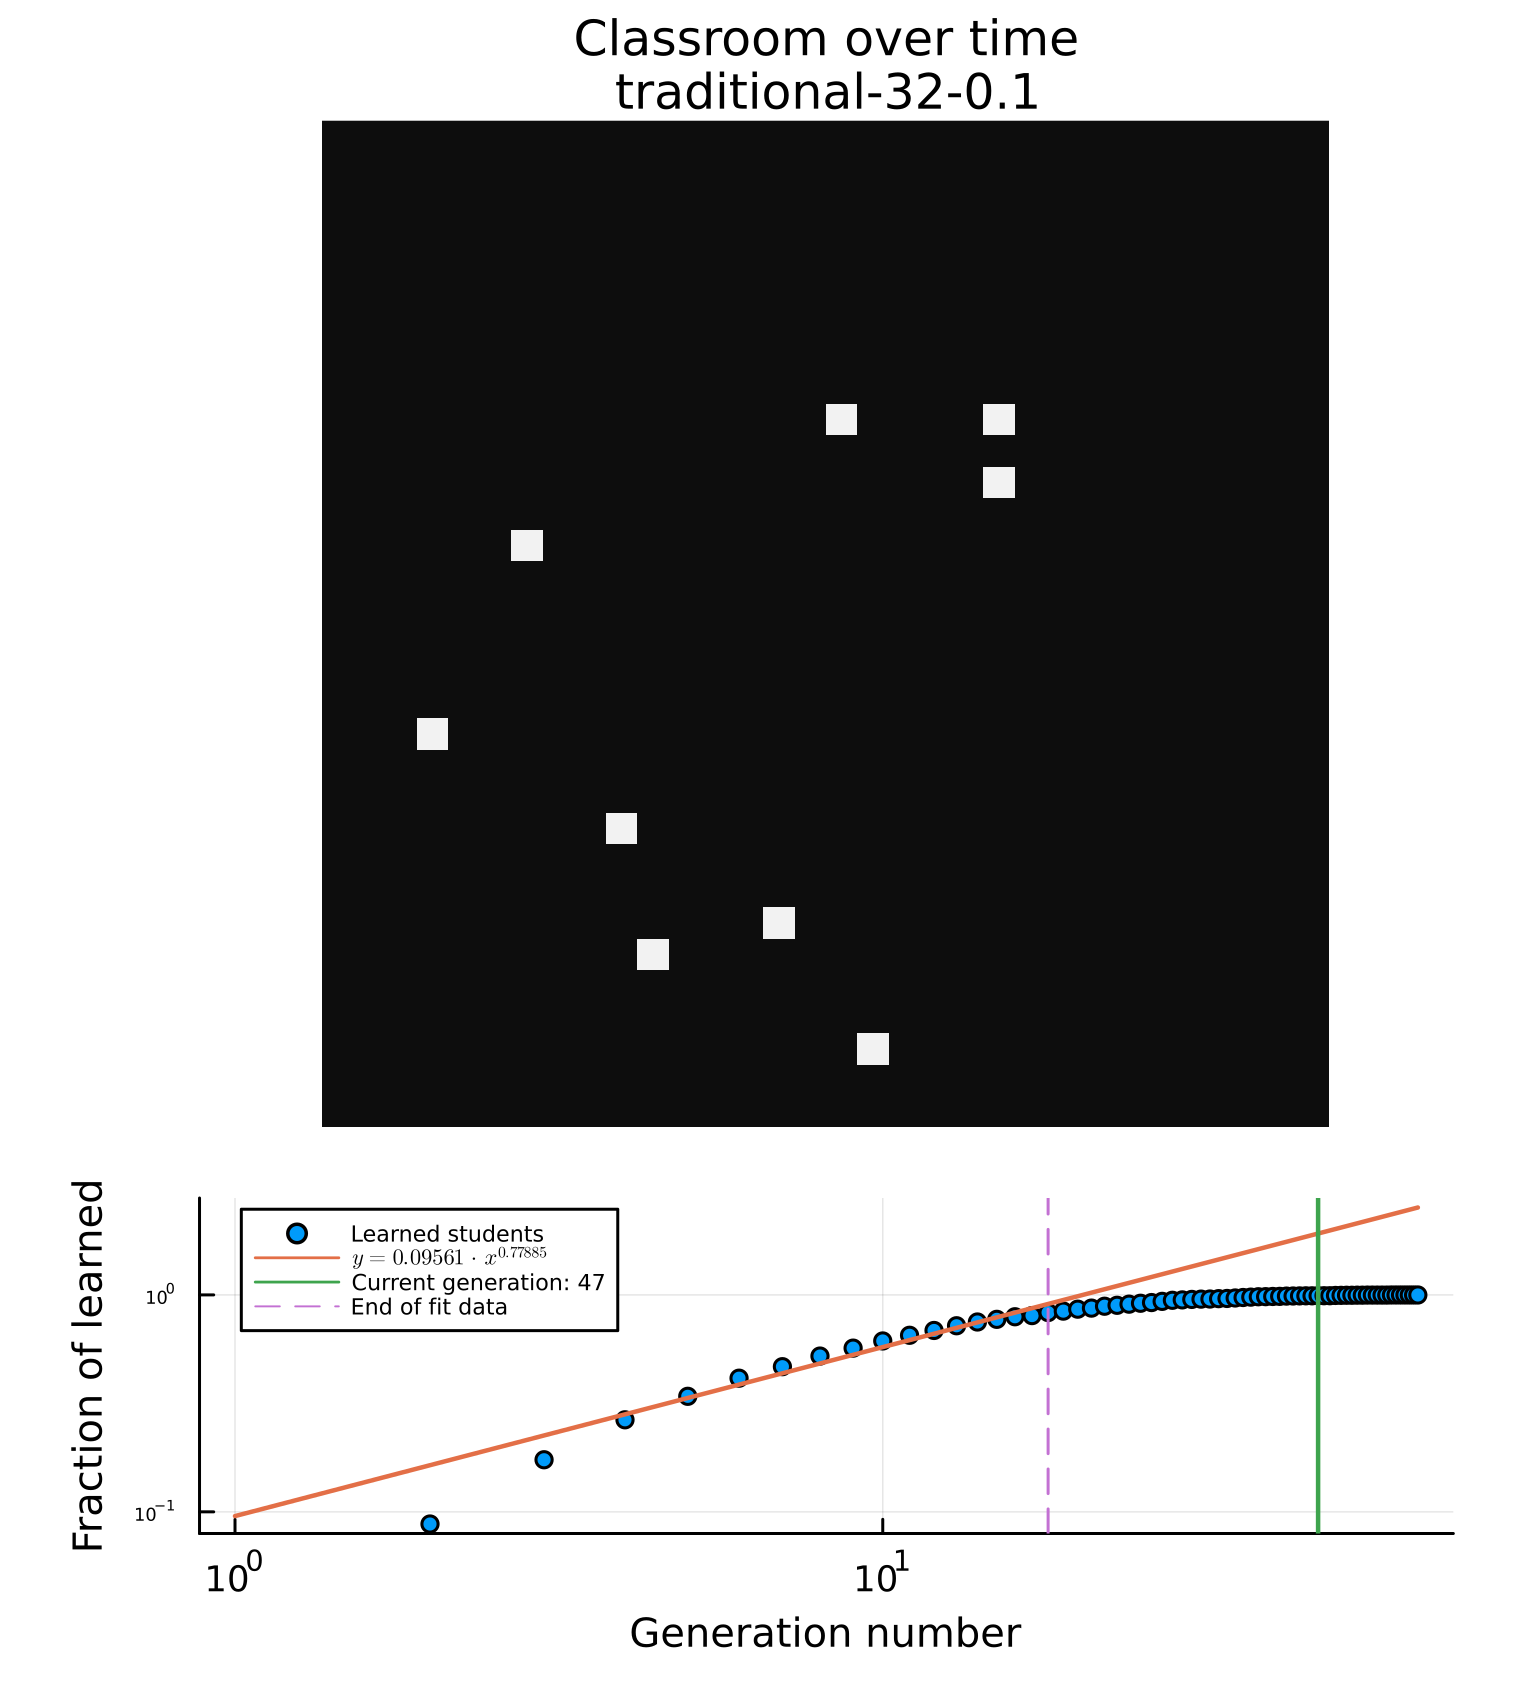 Classroom over time
traditional-32-0.1
Fraction of learned
Learned students
y = 0.09561 · x^0.77885
Current generation: 47
End of fit data
10^0
10^-1
10^0
10^1
Generation number